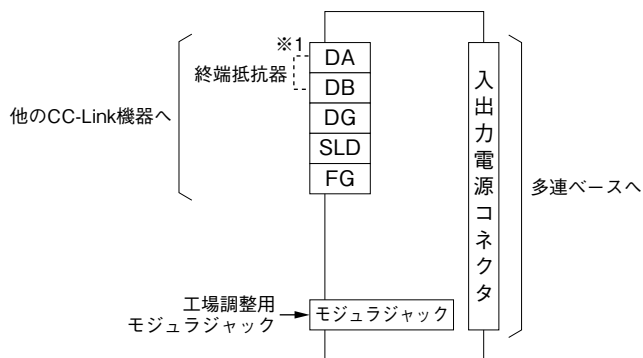 ※1
終端抵抗器
DA
DB
DG
SLD
FG
他のCC-Link機器へ
入出力電源コネクタ
多連ベースへ
工場調整用
モジュラジャック
モジュラジャック